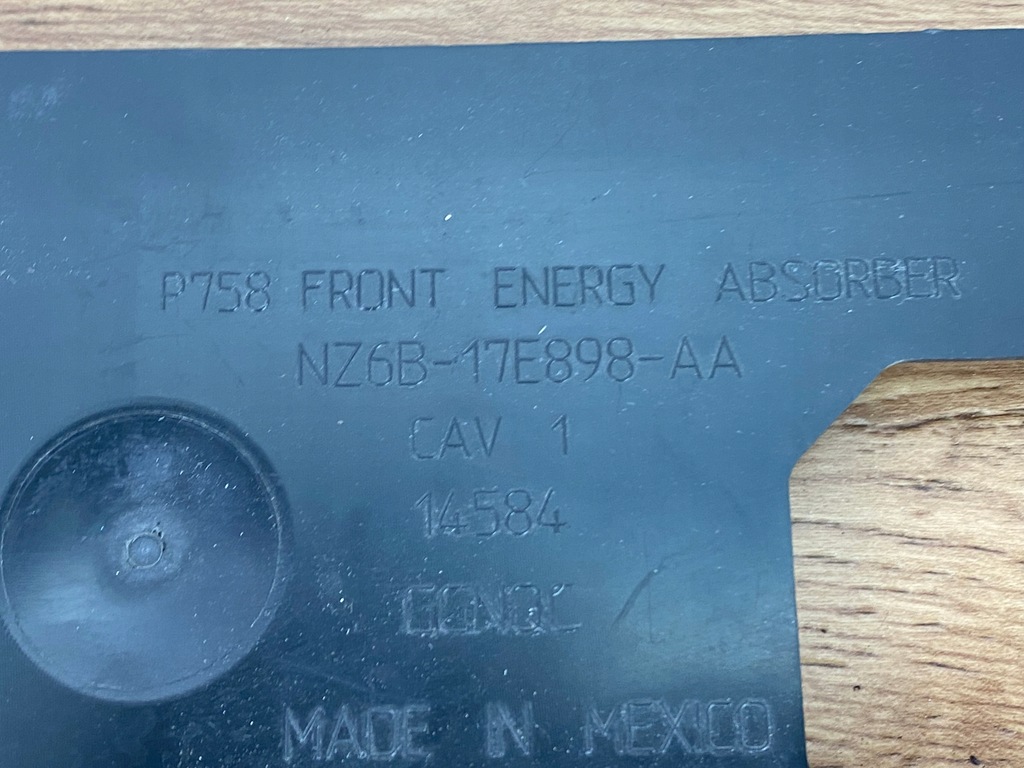 P758 FRONT ENERGY ABSORBER
NZ6B-17E898-AA
CAV 1
14584
MADE IN MEXICO